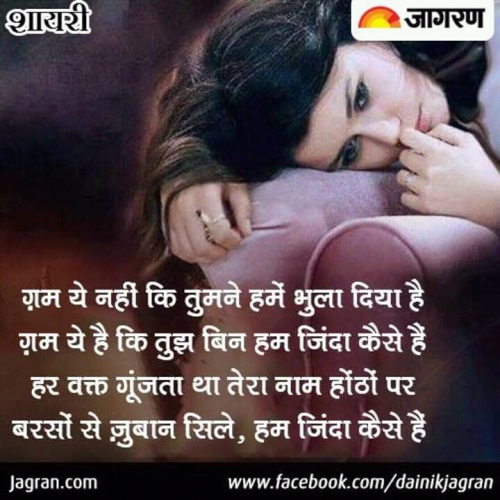 शायरी
जागरण
ग़म ये नहीं कि तुमने हमें भुला दिया है
ग़म ये है कि तुझ बिन हम जिंदा कैसे हैं
हर वक्त गूंजता था तेरा नाम होंठों पर
बरसों से ज़ुबान सिले, हम जिंदा कैसे हैं
Jagran.com
www.facebook.com/dainikjagran